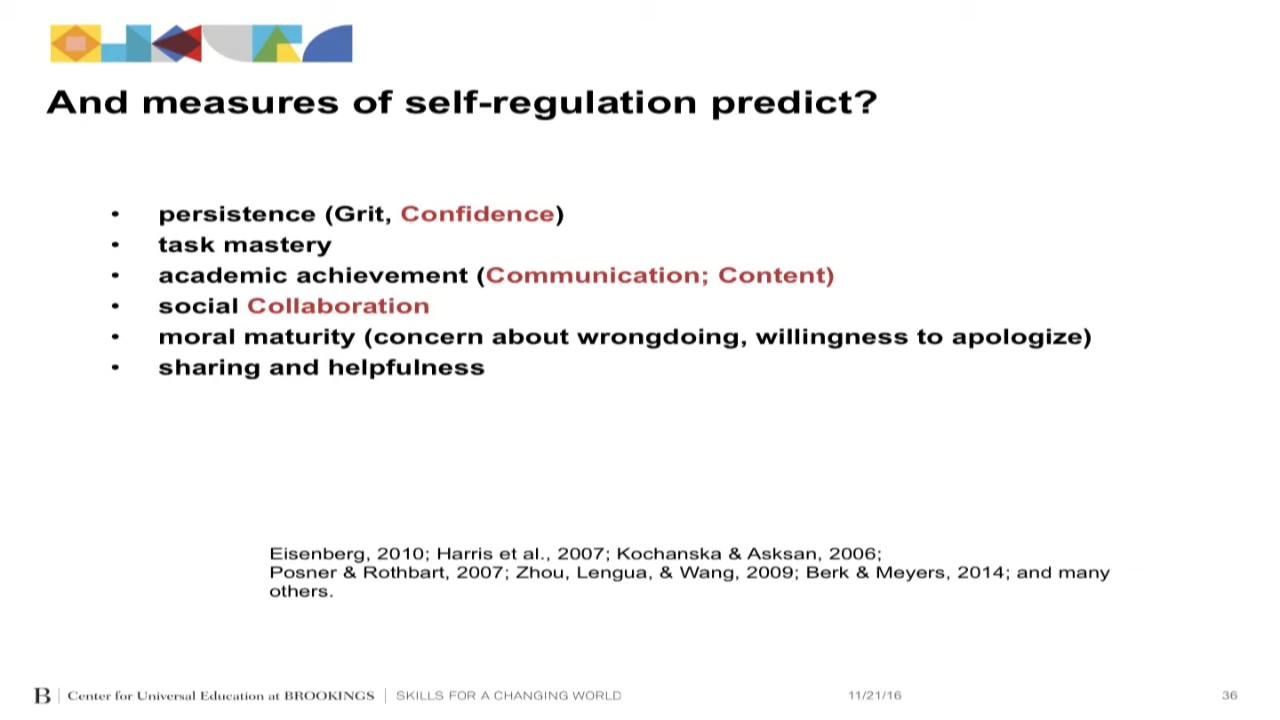 And measures of self-regulation predict?
• persistence (Grit, Confidence)
• task mastery
• academic achievement (Communication; Content)
• social Collaboration
• moral maturity (concern about wrongdoing, willingness to apologize)
• sharing and helpfulness
Eisenberg, 2010; Harris et al., 2007; Kochanska & Asksan, 2006;
Posner & Rothbart, 2007; Zhou, Lengua, & Wang, 2009; Berk & Meyers, 2014; and many
others.
B | Center for Universal Education at BROOKINGS | SKILLS FOR A CHANGING WORLD 11/21/16 36